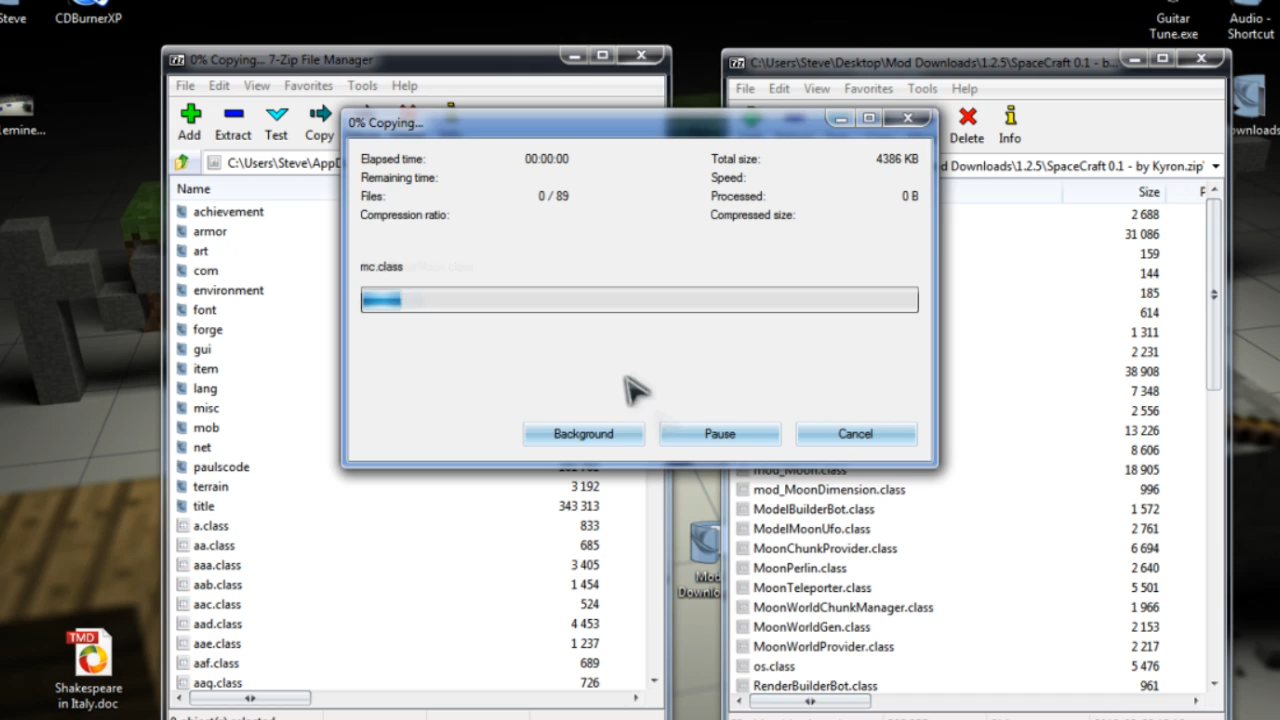 Steve
CDBurnerXP
Guitar
Tune.exe
Audio -
Shortcut
0% Copying... 7-Zip File Manager
File Edit View Favorites Tools Help
Add Extract Test Copy
C:\Users\Steve\AppD
Name
achievement
armor
art
com
environment
font
forge
gui
item
lang
misc
mob
net
paulscode
terrain 3 192
title 343 313
a.class 833
aa.class 685
aaa.class 3 405
aab.class 1 454
aac.class 524
aad.class 4 453
aae.class 1 237
aaf.class 689
aag.class 726
0% Copying...
Elapsed time: 00:00:00 Total size: 4386 KB
Remaining time: Speed:
Files: 0 / 89 Processed: 0 B
Compression ratio: Compressed size:
mc.class
Background Pause Cancel
C:\Users\Steve\Desktop\Mod Downloads\1.2.5\SpaceCraft 0.1 - b...
File Edit View Favorites Tools Help
Delete Info
d Downloads\1.2.5\SpaceCraft 0.1 - by Kyron.zip\
Size
2 688
31 086
159
144
185
614
1 311
2 231
38 908
7 348
2 556
13 226
8 606
mod_Moon.class 18 905
mod_MoonDimension.class 996
ModelBuilderBot.class 1 572
ModelMoonUfo.class 2 761
MoonChunkProvider.class 6 694
MoonPerlin.class 2 640
MoonTeleporter.class 5 501
MoonWorldChunkManager.class 1 966
MoonWorldGen.class 2 153
MoonWorldProvider.class 2 217
os.class 5 476
RenderBuilderBot.class 961
Mod
Downlo
ownloads
emine...
TMD
Shakespeare
in Italy.doc